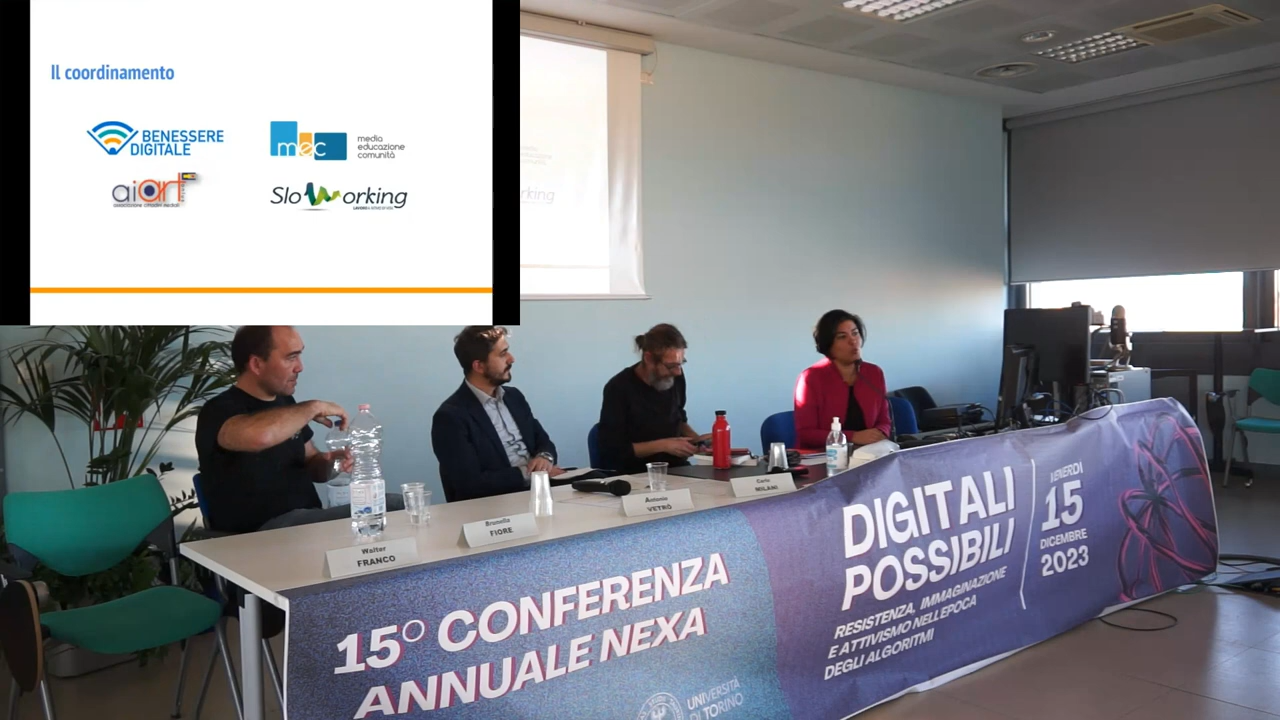 Il coordinamento
BENESSERE
DIGITALE
mec
media
educazione
comunità
aiart
SloWorking
rking
Walter
FRANCO
Brunella
FIORE
Antonio
VETRÒ
Carlo
MILANI
15° CONFERENZA
ANNUALE NEXA
UNIVERSITÀ
DI TORINO
DIGITALI
POSSIBILI
RESISTENZA, IMMAGINAZIONE
E ATTIVISMO NELL'EPOCA
DEGLI ALGORITMI
VENERDÌ
15
DICEMBRE
2023